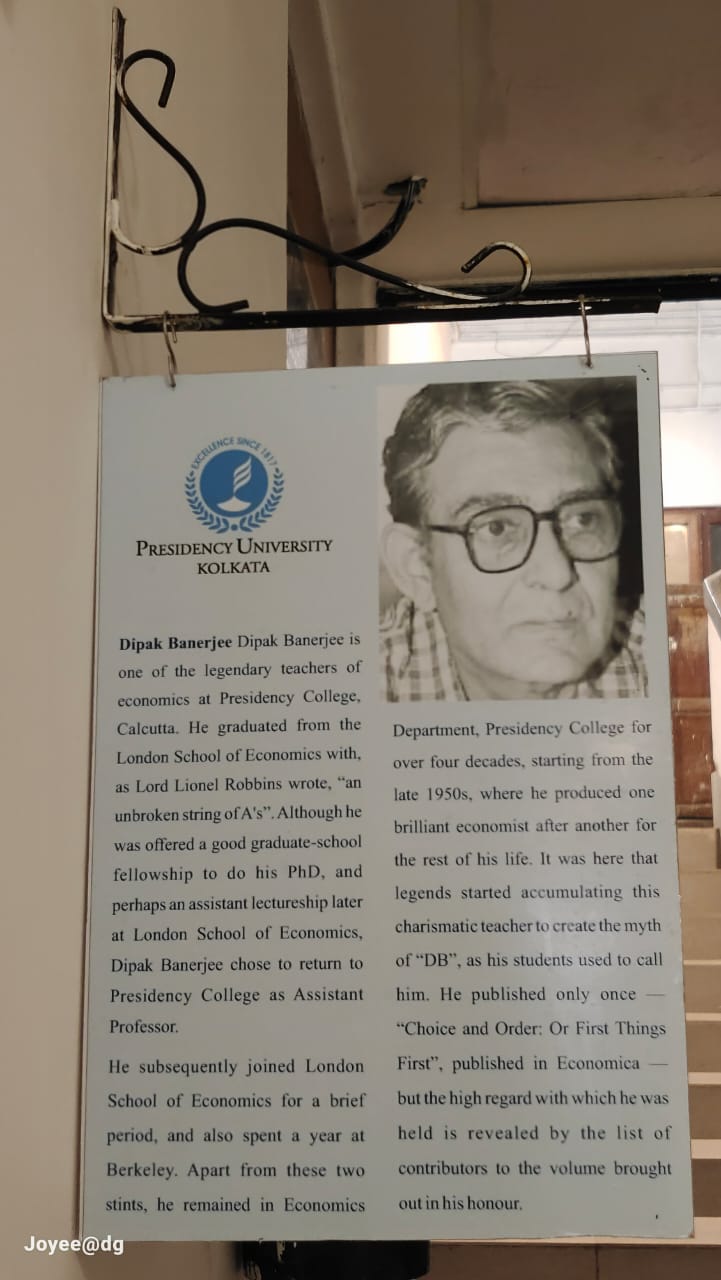 EXCELLENCE SINCE 1817
PRESIDENCY UNIVERSITY
KOLKATA
Dipak Banerjee Dipak Banerjee is
one of the legendary teachers of
economics at Presidency College,
Calcutta. He graduated from the
London School of Economics with,
as Lord Lionel Robbins wrote, “an
unbroken string of A's”. Although he
was offered a good graduate-school
fellowship to do his PhD, and
perhaps an assistant lectureship later
at London School of Economics,
Dipak Banerjee chose to return to
Presidency College as Assistant
Professor.
He subsequently joined London
School of Economics for a brief
period, and also spent a year at
Berkeley. Apart from these two
stints, he remained in Economics
Department, Presidency College for
over four decades, starting from the
late 1950s, where he produced one
brilliant economist after another for
the rest of his life. It was here that
legends started accumulating this
charismatic teacher to create the myth
of “DB”, as his students used to call
him. He published only once —
“Choice and Order: Or First Things
First”, published in Economica —
but the high regard with which he was
held is revealed by the list of
contributors to the volume brought
out in his honour.
Joyee@dg